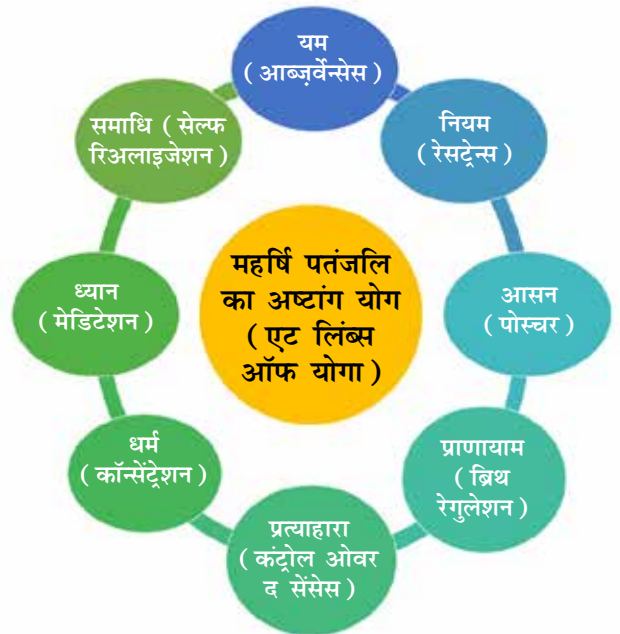 महर्षि पतंजलि
का अष्टांग योग
( एट लिंब्स
ऑफ योगा )
यम
( आब्ज़र्वेन्सेस )
नियम
( रेसट्रेन्स )
आसन
( पोस्चर )
प्राणायाम
( ब्रिथ
रेगुलेशन )
प्रत्याहारा
( कंट्रोल ओवर
द सेंसेस )
धर्म
( कॉन्सेंट्रेशन )
ध्यान
( मेडिटेशन )
समाधि ( सेल्फ
रिअलाइजेशन )